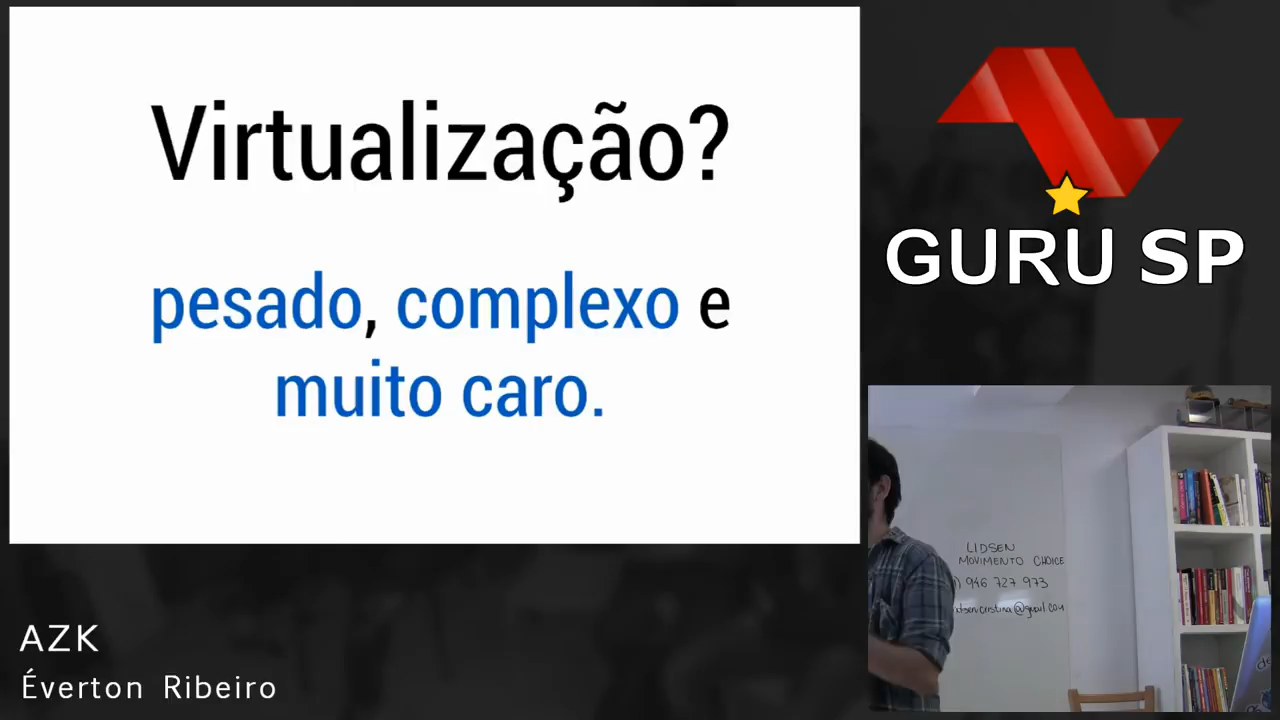 Virtualização?
pesado, complexo e
muito caro.
GURU SP
LIDSEN
MOVIMENTO CHOICE
946 727 973
AZK
Éverton Ribeiro